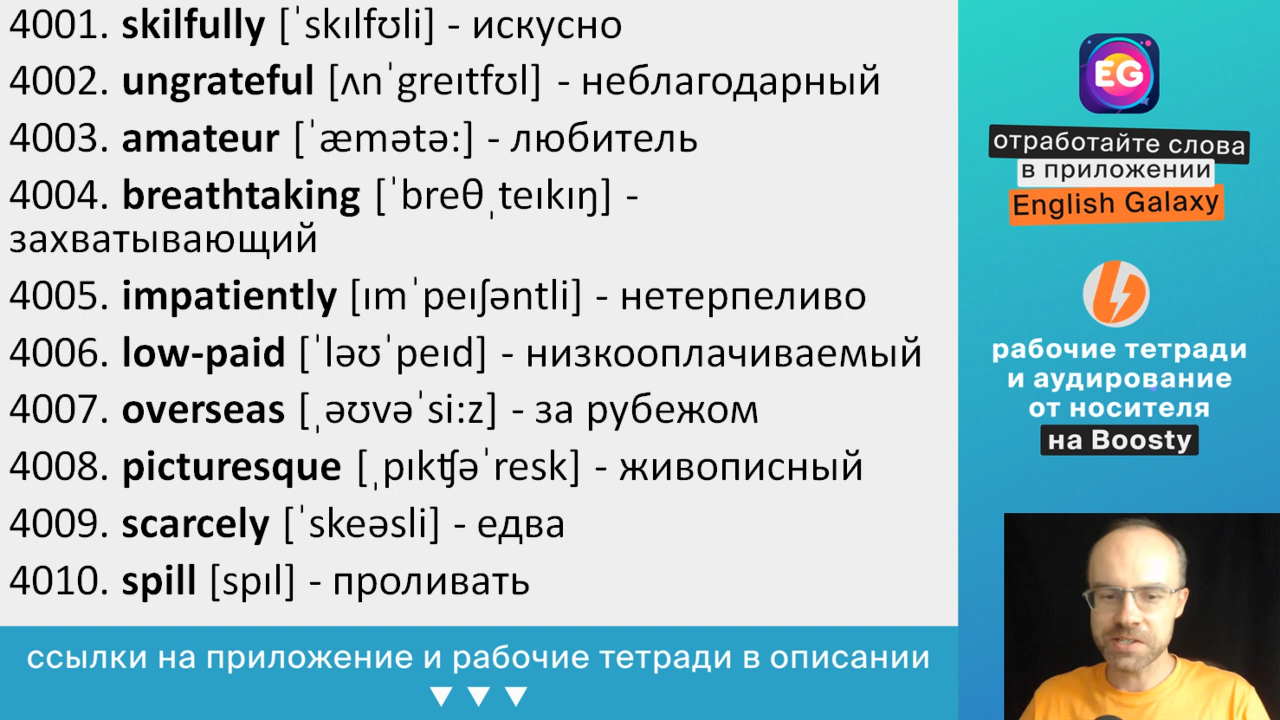 4001. skilfully [ˈskɪlfʊli] - искусно
4002. ungrateful [ʌnˈgreɪtfʊl] - неблагодарный
4003. amateur [ˈæmətə:] - любитель
4004. breathtaking [ˈbreθˌteɪkɪŋ] -
захватывающий
4005. impatiently [ɪmˈpeɪʃəntli] - нетерпеливо
4006. low-paid [ˈləʊˈpeɪd] - низкооплачиваемый
4007. overseas [ˌəʊvəˈsi:z] - за рубежом
4008. picturesque [ˌpɪkʧəˈresk] - живописный
4009. scarcely [ˈskeəsli] - едва
4010. spill [spɪl] - проливать
ссылки на приложение и рабочие тетради в описании
EG
отработайте слова
в приложении
English Galaxy
рабочие тетради
и аудирование
от носителя
на Boosty